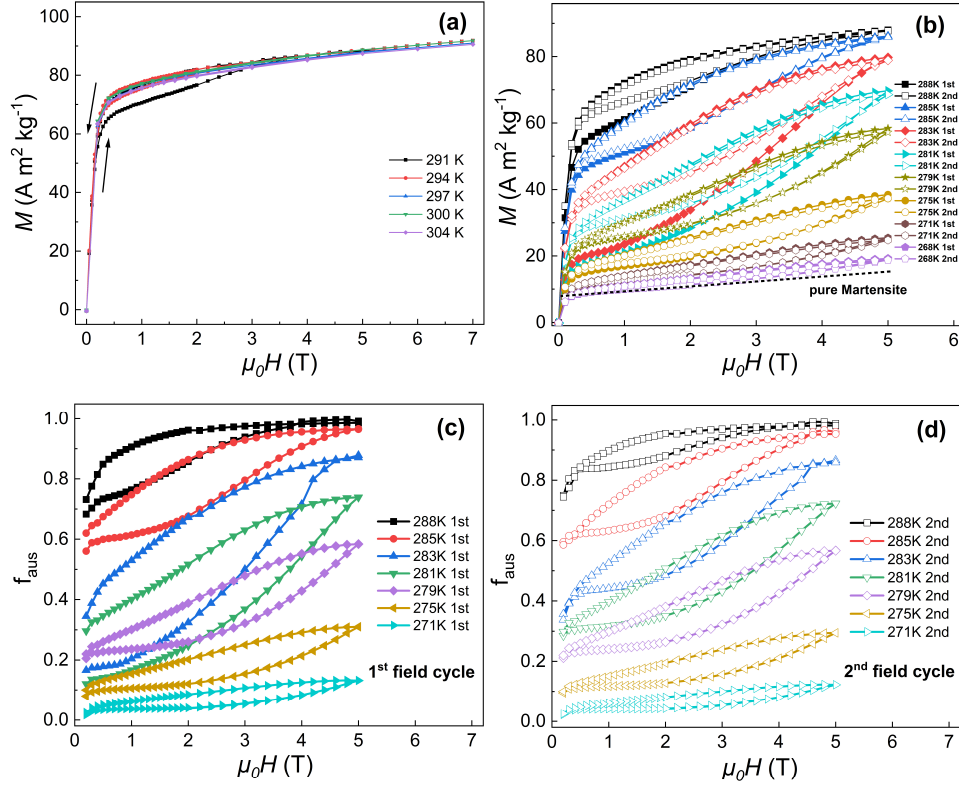 (a)
M (A m² kg⁻¹)
100
80
60
40
20
0
291 K
294 K
297 K
300 K
304 K
0 1 2 3 4 5 6 7
μ₀H (T)
(b)
M (A m² kg⁻¹)
80
60
40
20
0
288K 1st
288K 2nd
285K 1st
285K 2nd
283K 1st
283K 2nd
281K 1st
281K 2nd
279K 1st
279K 2nd
275K 1st
275K 2nd
271K 1st
271K 2nd
268K 1st
268K 2nd
pure Martensite
0 1 2 3 4 5 6
μ₀H (T)
(c)
f_aus
1.0
0.8
0.6
0.4
0.2
0.0
288K 1st
285K 1st
283K 1st
281K 1st
279K 1st
275K 1st
271K 1st
1ˢᵗ field cycle
0 1 2 3 4 5 6 7
μ₀H (T)
(d)
f_aus
1.0
0.8
0.6
0.4
0.2
0.0
288K 2nd
285K 2nd
283K 2nd
281K 2nd
279K 2nd
275K 2nd
271K 2nd
2ⁿᵈ field cycle
0 1 2 3 4 5 6 7
μ₀H (T)